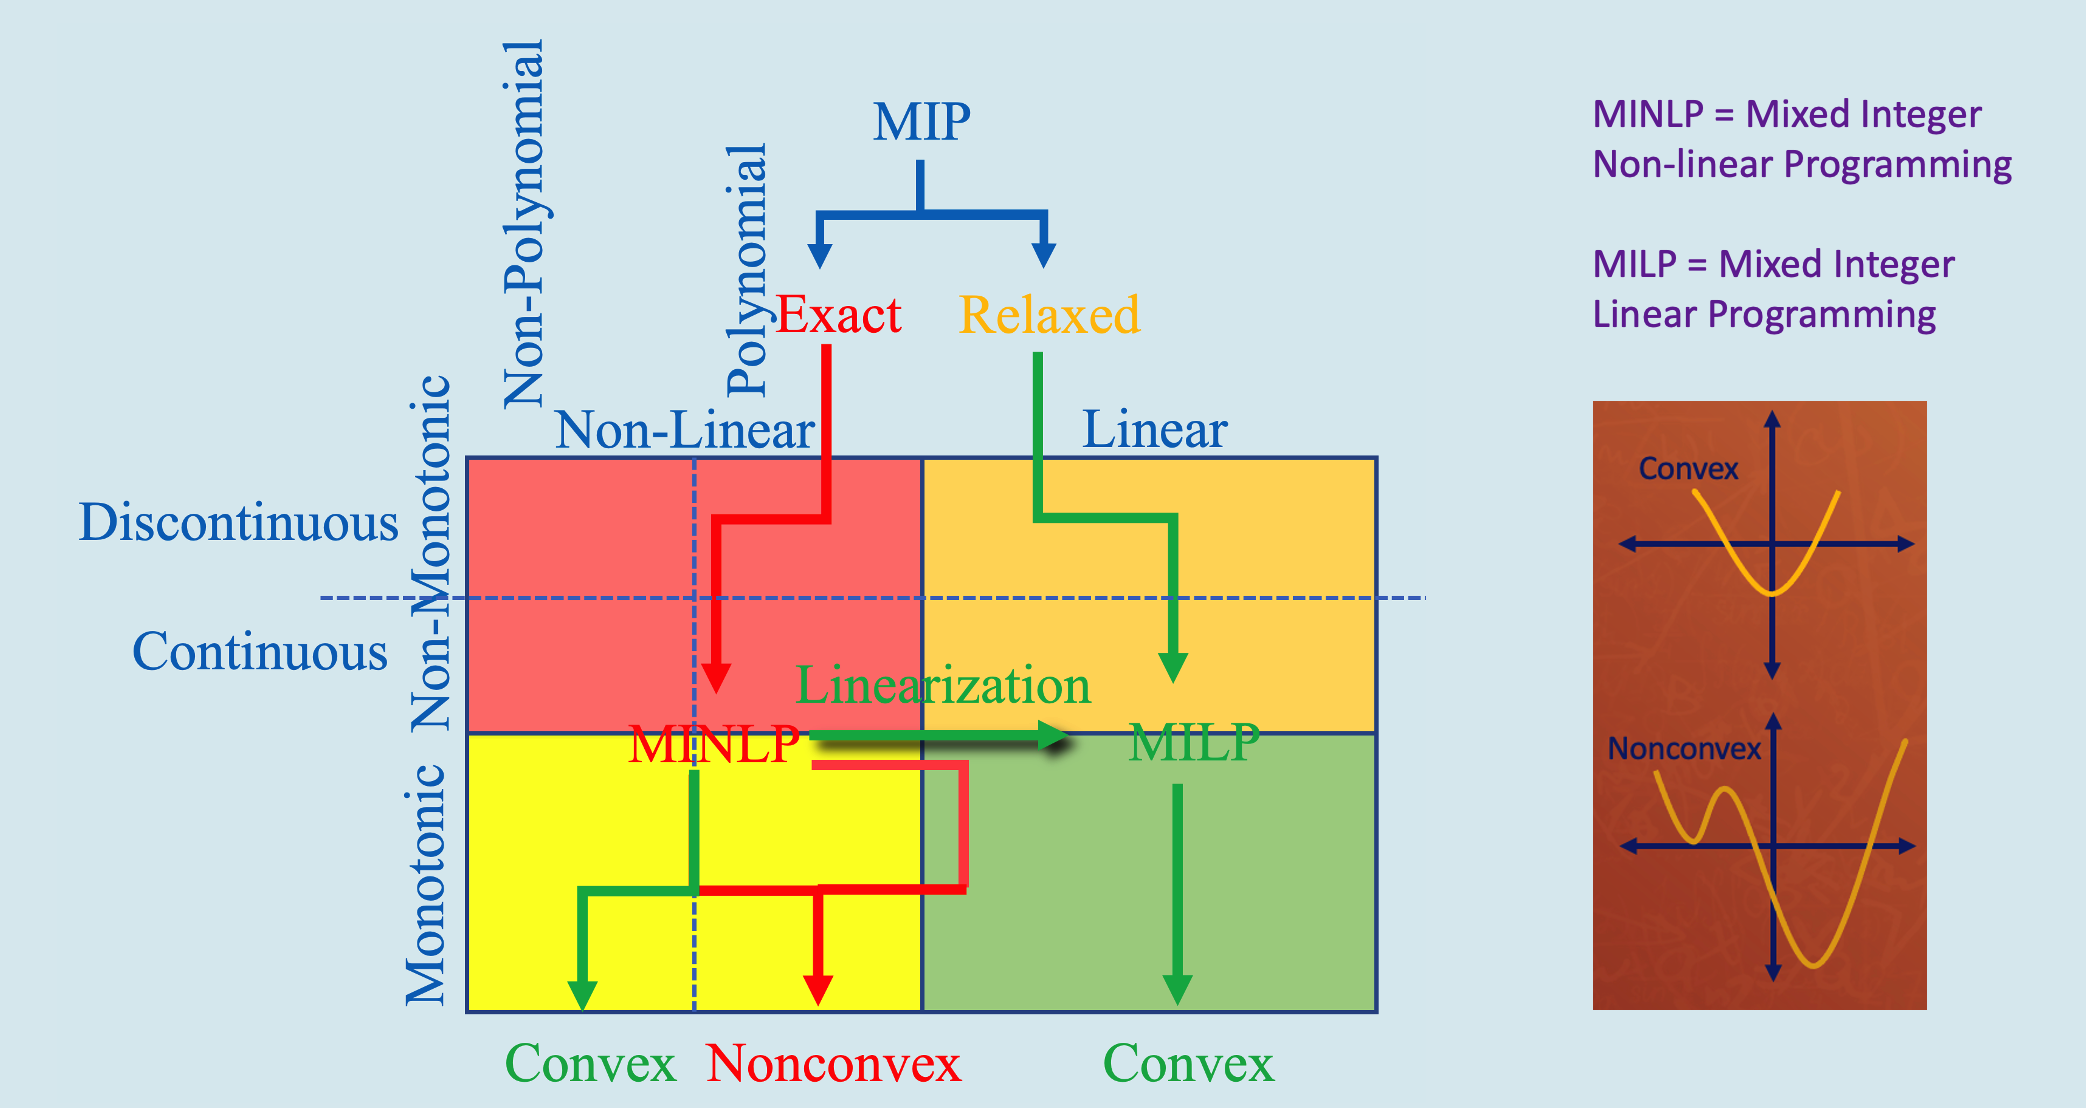 Non-Polynomial
Polynomial
MIP
Exact
Relaxed
Non-Linear
Linear
Non-Monotonic
Discontinuous
Continuous
Linearization
MINLP
MILP
Monotonic
Convex
Nonconvex
Convex
MINLP = Mixed Integer
Non-linear Programming
MILP = Mixed Integer
Linear Programming
Convex
Nonconvex